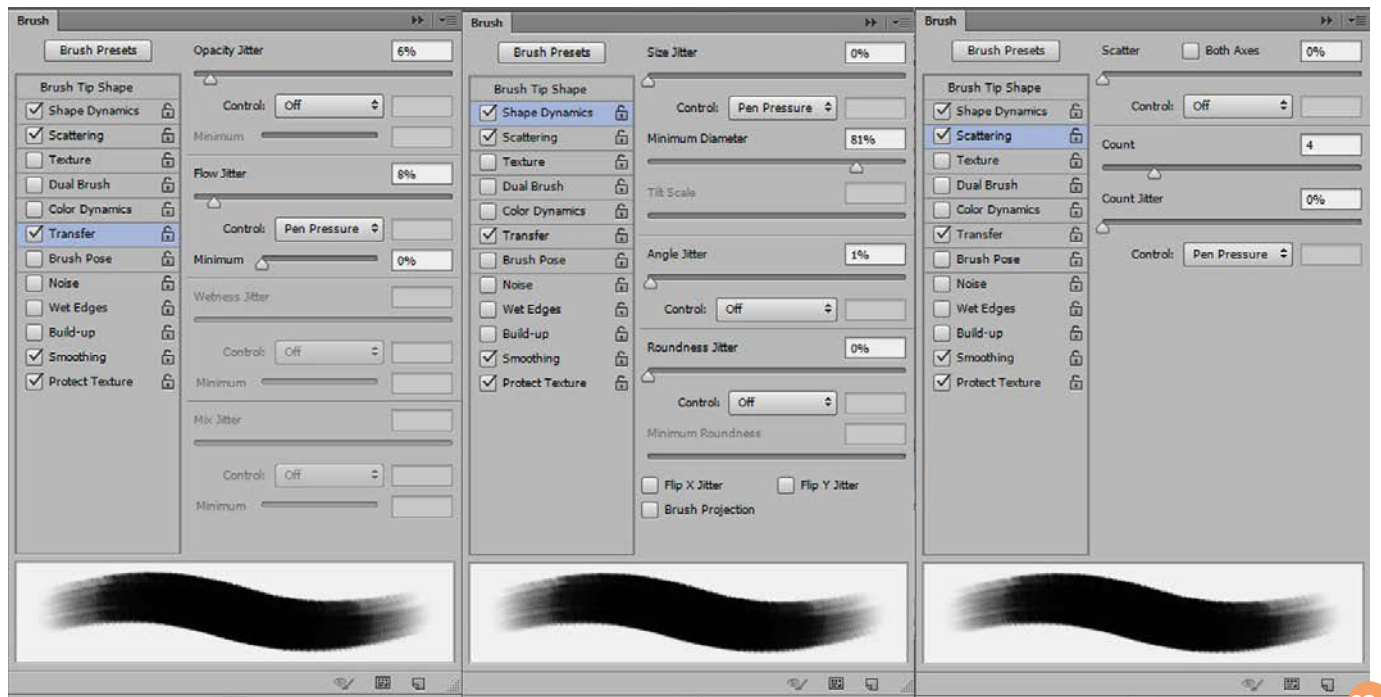 Brush
Brush Presets
Opacity Jitter 6%
Brush Tip Shape
Shape Dynamics
Control: Off
Scattering
Minimum
Texture
Flow Jitter 8%
Dual Brush
Color Dynamics
Control: Pen Pressure
Transfer
Brush Pose
Minimum 0%
Noise
Wetness Jitter
Wet Edges
Build-up
Control: Off
Smoothing
Protect Texture
Minimum
Mix Jitter
Control: Off
Minimum
Brush
Brush Presets
Size Jitter 0%
Brush Tip Shape
Shape Dynamics
Control: Pen Pressure
Scattering
Minimum Diameter 81%
Texture
Dual Brush
Tilt Scale
Color Dynamics
Transfer
Brush Pose
Angle Jitter 1%
Noise
Wet Edges
Control: Off
Build-up
Smoothing
Roundness Jitter 0%
Protect Texture
Control: Off
Minimum Roundness
Flip X Jitter Flip Y Jitter
Brush Projection
Brush
Brush Presets
Scatter Both Axes 0%
Brush Tip Shape
Shape Dynamics
Control: Off
Scattering
Count 4
Texture
Dual Brush
Count Jitter 0%
Color Dynamics
Transfer
Brush Pose
Control: Pen Pressure
Noise
Wet Edges
Build-up
Smoothing
Protect Texture